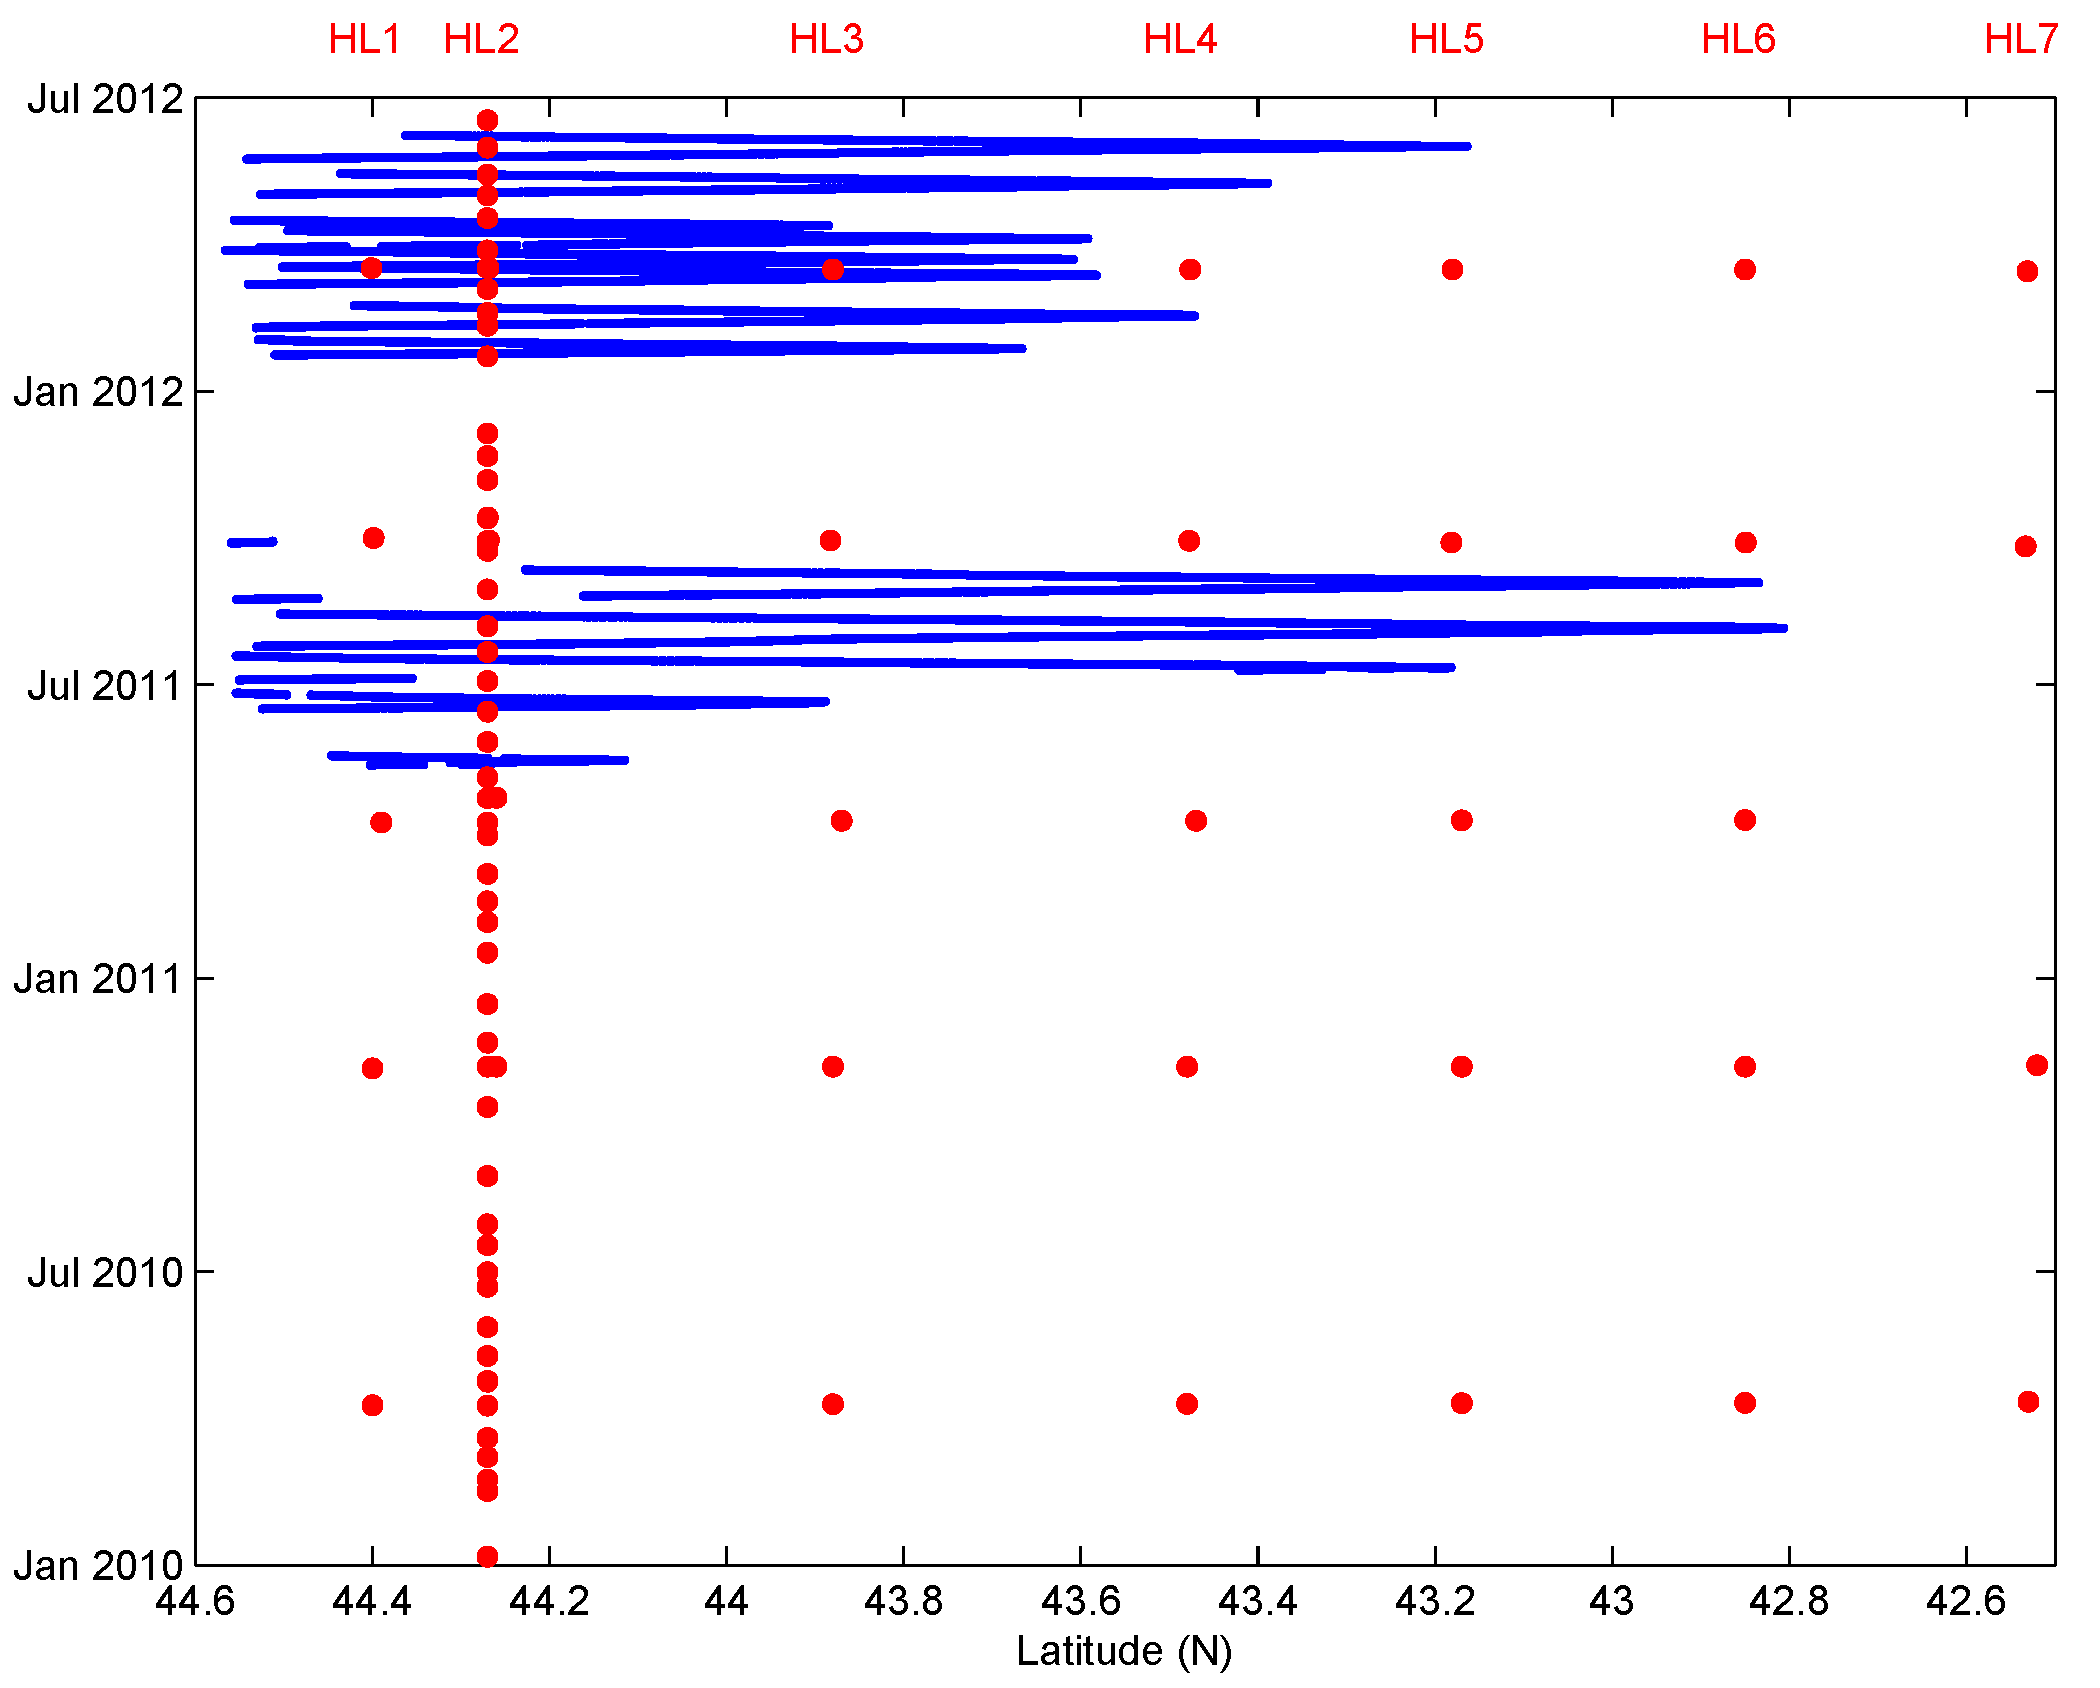 HL1 HL2 HL3 HL4 HL5 HL6 HL7
Jul 2012
Jan 2012
Jul 2011
Jan 2011
Jul 2010
Jan 2010
44.6 44.4 44.2 44 43.8 43.6 43.4 43.2 43 42.8 42.6
Latitude (N)